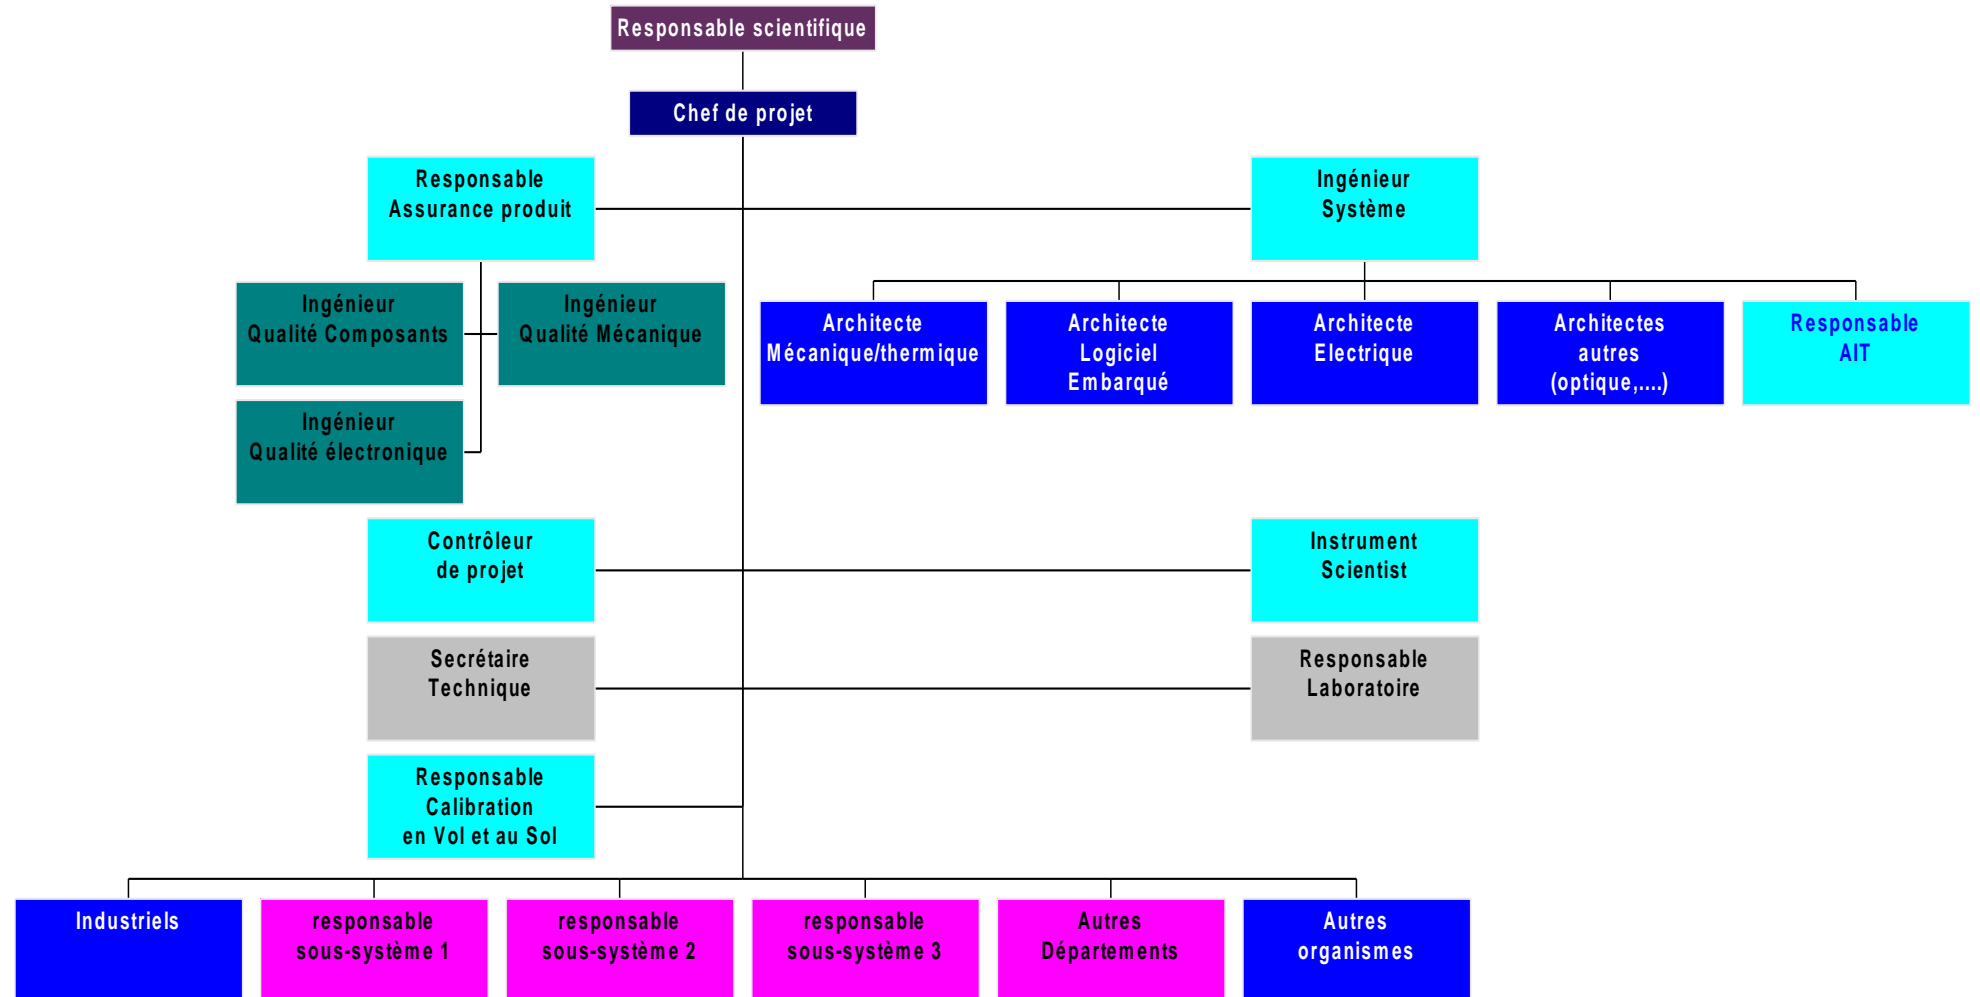 Responsable scientifique
Chef de projet
Responsable
Assurance produit
Ingénieur
Système
Ingénieur
Qualité Composants
Ingénieur
Qualité Mécanique
Architecte
Mécanique/thermique
Architecte
Logiciel
Embarqué
Architecte
Electrique
Architectes
autres
(optique,....)
Responsable
AIT
Ingénieur
Qualité électronique
Contrôleur
de projet
Instrument
Scientist
Secrétaire
Technique
Responsable
Laboratoire
Responsable
Calibration
en Vol et au Sol
Industriels
responsable
sous-système 1
responsable
sous-système 2
responsable
sous-système 3
Autres
Départements
Autres
organismes